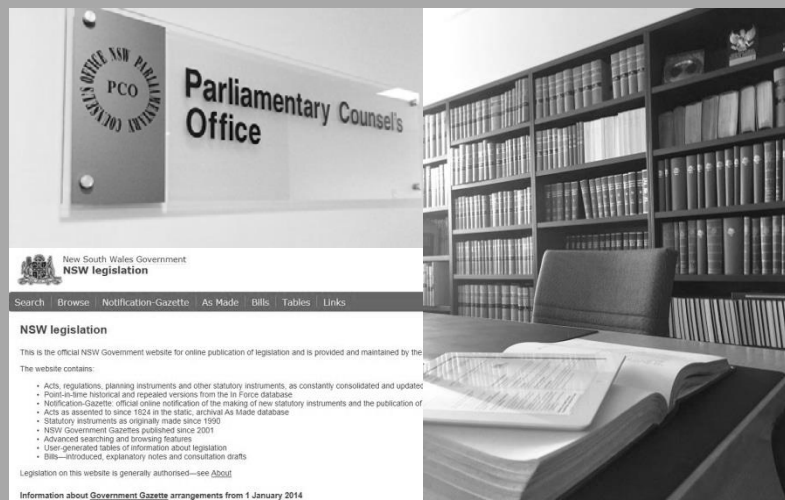 NSW PARLIAMENTARY COUNSEL'S OFFICE
PCO
Parliamentary Counsel's
Office
New South Wales Government
NSW legislation
Search Browse Notification-Gazette As Made Bills Tables Links
NSW legislation
This is the official NSW Government website for online publication of legislation and is provided and maintained by the
The website contains:
• Acts, regulations, planning instruments and other statutory instruments, as constantly consolidated and updated
• Point-in-time historical and repealed versions from the In Force database
• Notification-Gazette: official online notification of the making of new statutory instruments and the publication of
• Acts as assented to since 1824 in the static, archival As Made database
• Statutory instruments as originally made since 1990
• NSW Government Gazettes published since 2001
• Advanced searching and browsing features
• User-generated tables of information about legislation
• Bills—introduced, explanatory notes and consultation drafts
Legislation on this website is generally authorised—see About
Information about Government Gazette arrangements from 1 January 2014